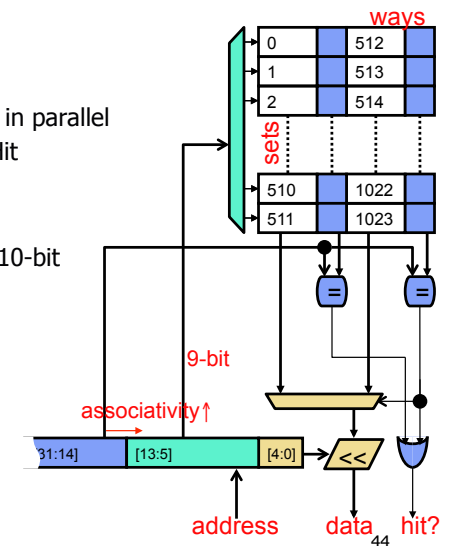 ways
0 512
1 513
2 514
in parallel
lit
sets
510 1022
511 1023
10-bit
= =
9-bit
associativity↑
31:14] [13:5] [4:0] <<
address data hit?
44